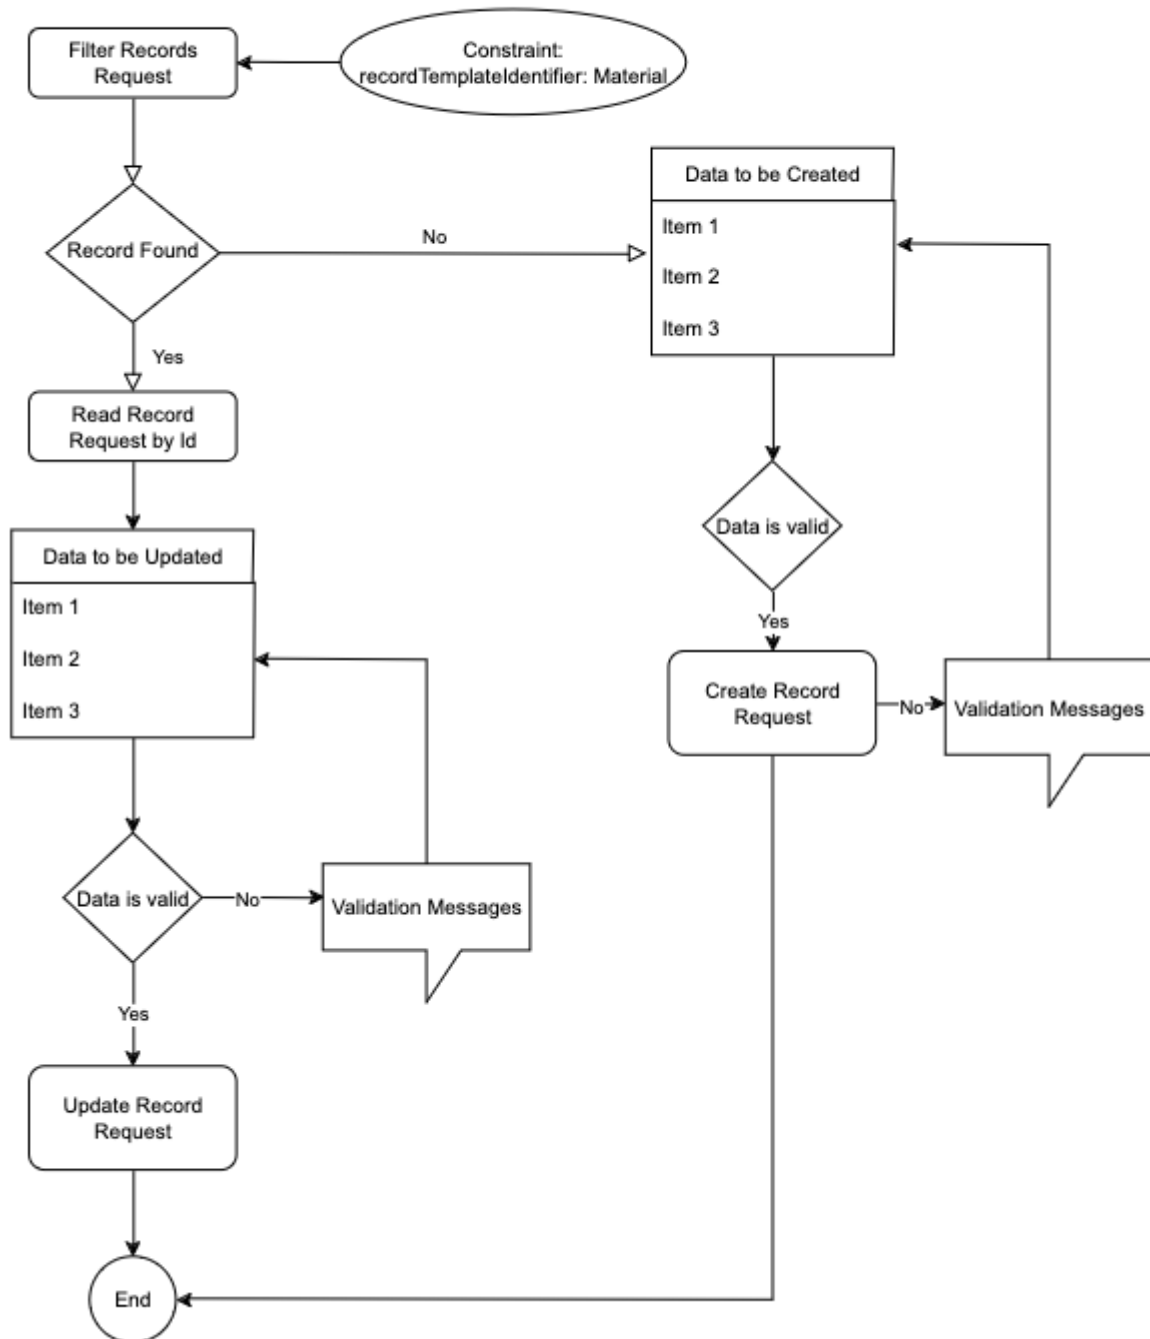 Filter Records
Request
Constraint:
recordTemplateIdentifier: Material
Data to be Created
Item 1
Item 2
Item 3
Record Found
No
Yes
Read Record
Request by Id
Data to be Updated
Item 1
Item 2
Item 3
Data is valid
Yes
Create Record
Request
No
Validation Messages
Data is valid
No
Validation Messages
Yes
Update Record
Request
End